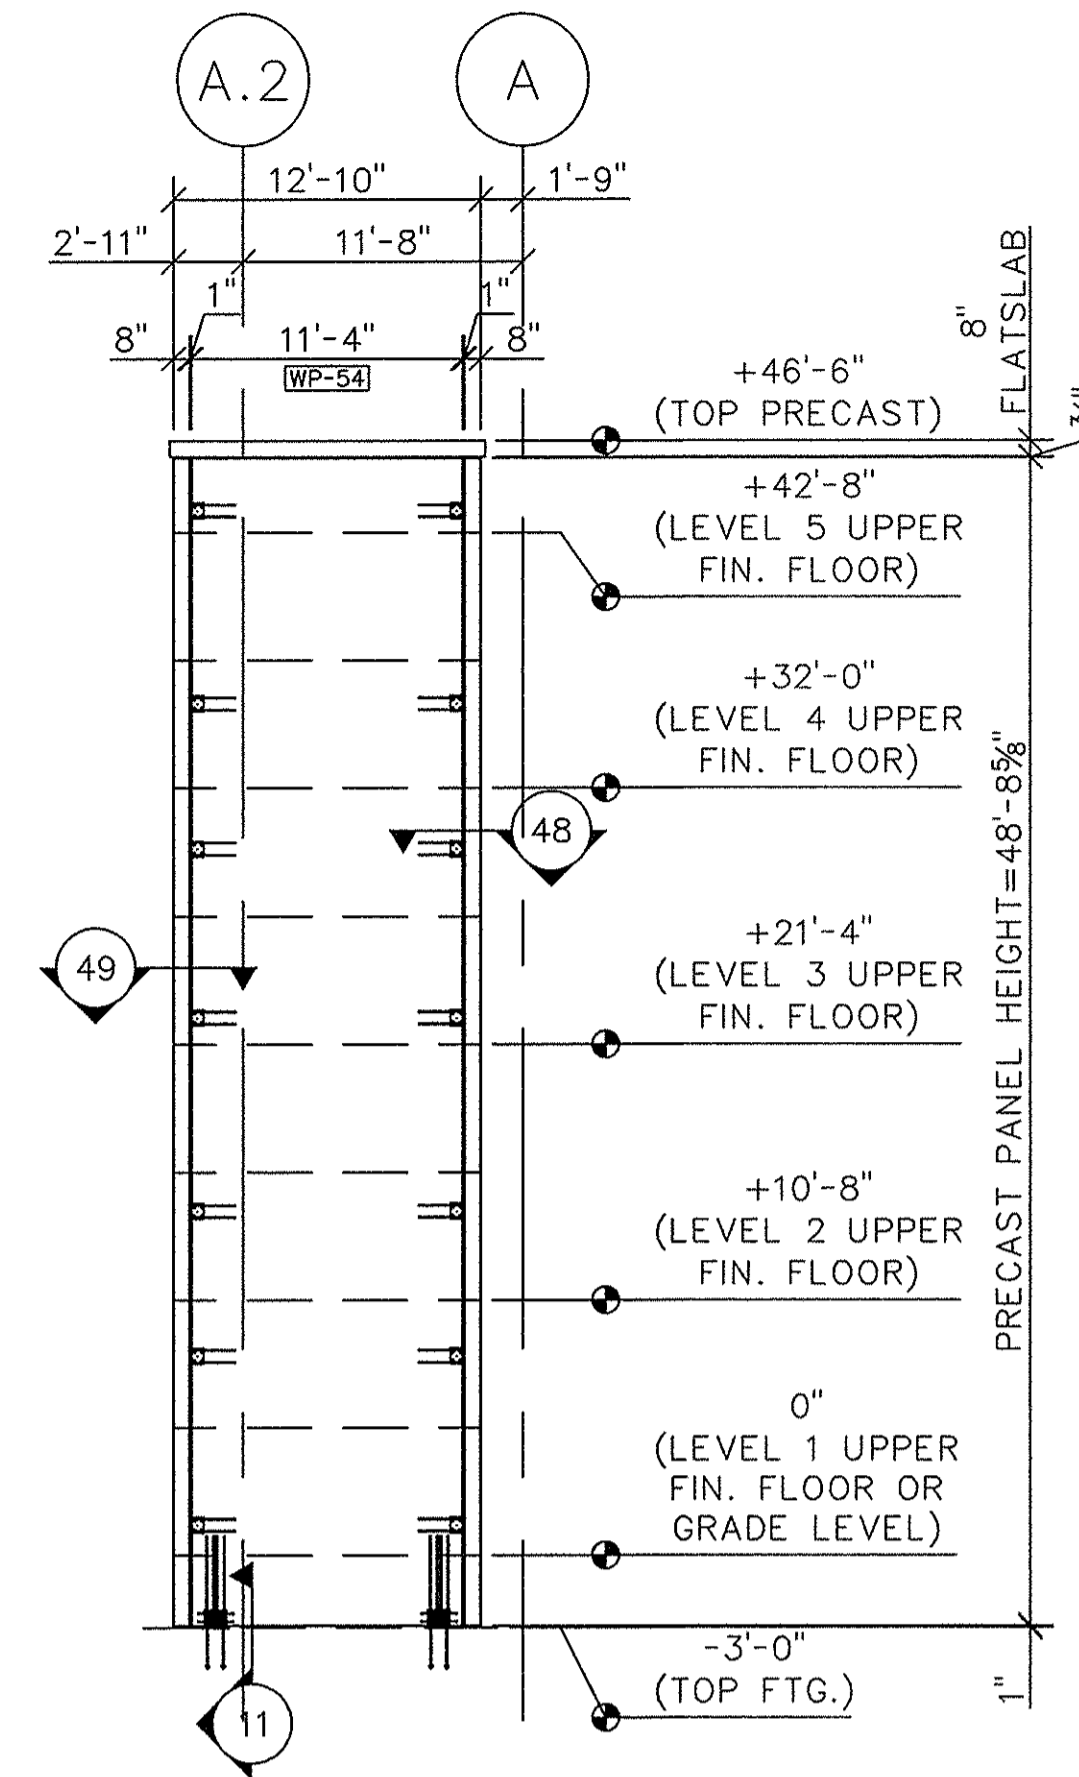 A.2
A
12'-10"
1'-9"
2'-11"
11'-8"
1"
1"
8"
11'-4"
8"
WP-54
8"
FLATSLAB
+46'-6"
(TOP PRECAST)
+42'-8"
(LEVEL 5 UPPER
FIN. FLOOR)
+32'-0"
(LEVEL 4 UPPER
FIN. FLOOR)
48
+21'-4"
(LEVEL 3 UPPER
FIN. FLOOR)
49
PRECAST PANEL HEIGHT=48'-8⅝"
+10'-8"
(LEVEL 2 UPPER
FIN. FLOOR)
0"
(LEVEL 1 UPPER
FIN. FLOOR OR
GRADE LEVEL)
-3'-0"
(TOP FTG.)
1"
11